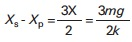 Xs - Xp = 3X/2 = 3mg/2k